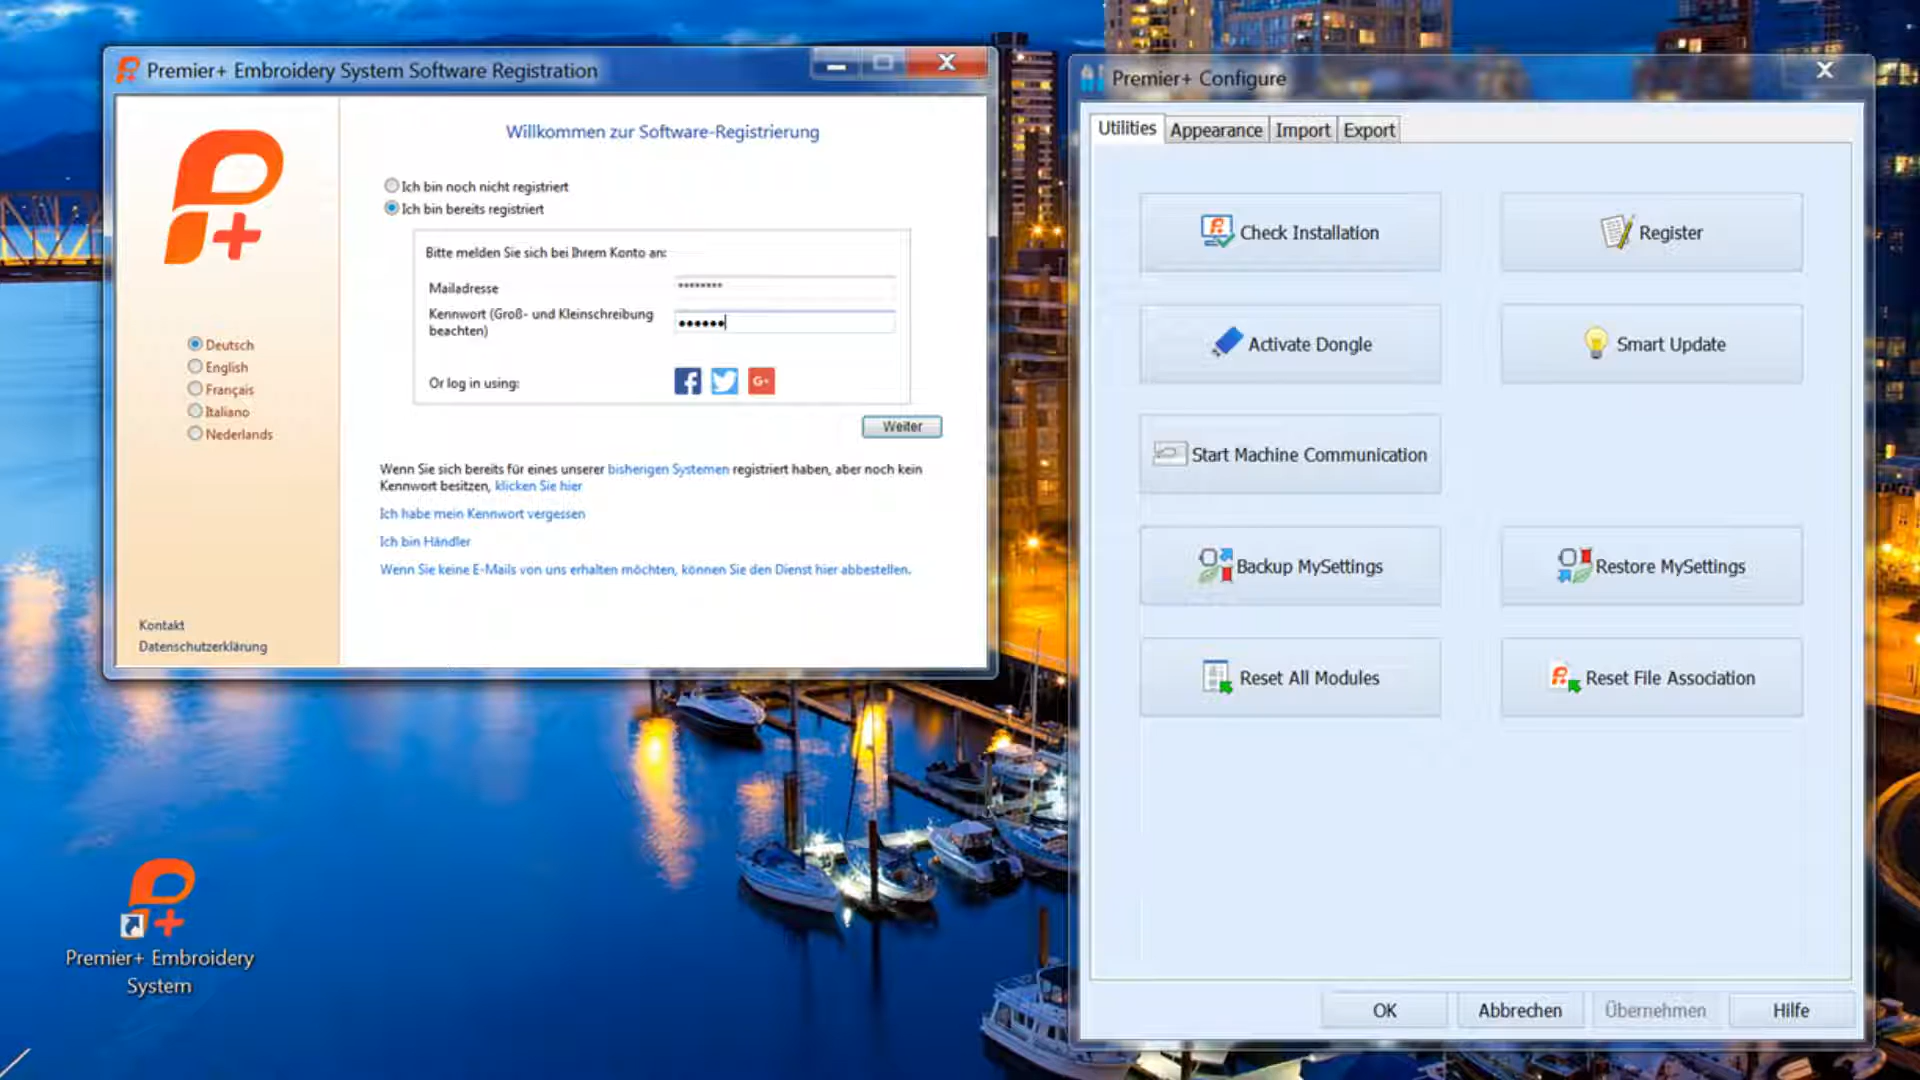 Premier+ Embroidery System Software Registration
Willkommen zur Software-Registrierung
Ich bin noch nicht registriert
Ich bin bereits registriert
Bitte melden Sie sich bei Ihrem Konto an:
Mailadresse
********
Kennwort (Groß- und Kleinschreibung
beachten)
●●●●●●
Or log in using:
G+
Weiter
Deutsch
English
Français
Italiano
Nederlands
Wenn Sie sich bereits für eines unserer bisherigen Systemen registriert haben, aber noch kein
Kennwort besitzen, klicken Sie hier
Ich habe mein Kennwort vergessen
Ich bin Händler
Wenn Sie keine E-Mails von uns erhalten möchten, können Sie den Dienst hier abbestellen.
Kontakt
Datenschutzerklärung
Premier+ Embroidery
System
Premier+ Configure
Utilities Appearance Import Export
Check Installation Register
Activate Dongle Smart Update
Start Machine Communication
Backup MySettings Restore MySettings
Reset All Modules Reset File Association
OK Abbrechen Übernehmen Hilfe